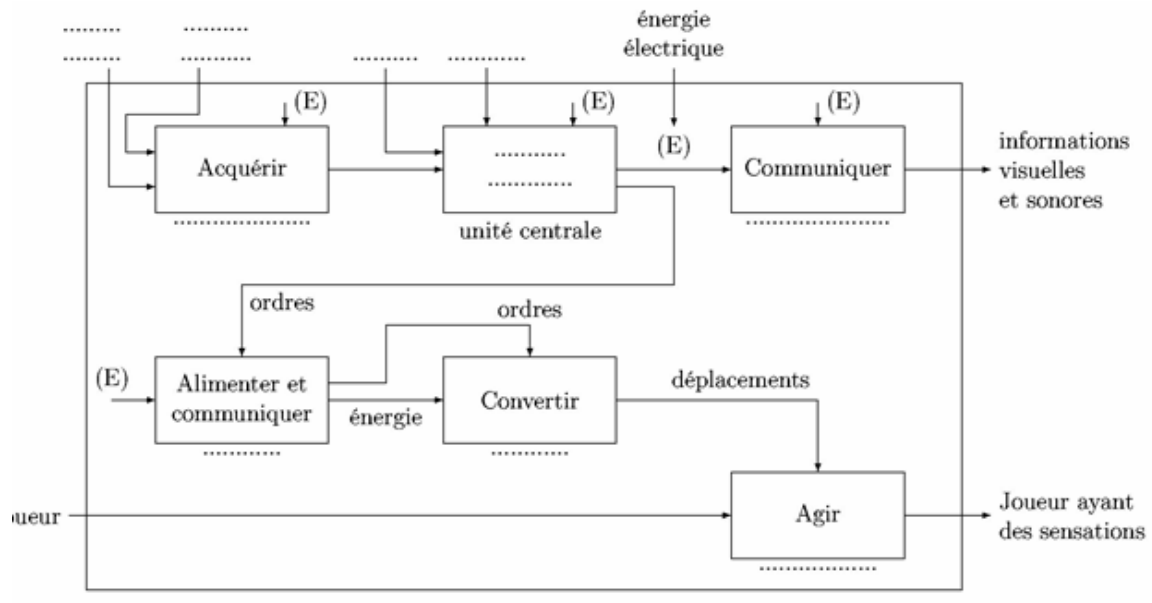 énergie
électrique
(E)
(E)
(E)
(E)
Acquérir
....................
....................
Communiquer
informations
visuelles
et sonores
unité centrale
ordres
ordres
(E)
Alimenter et
communiquer
énergie
Convertir
déplacements
ueur
Agir
Joueur ayant
des sensations